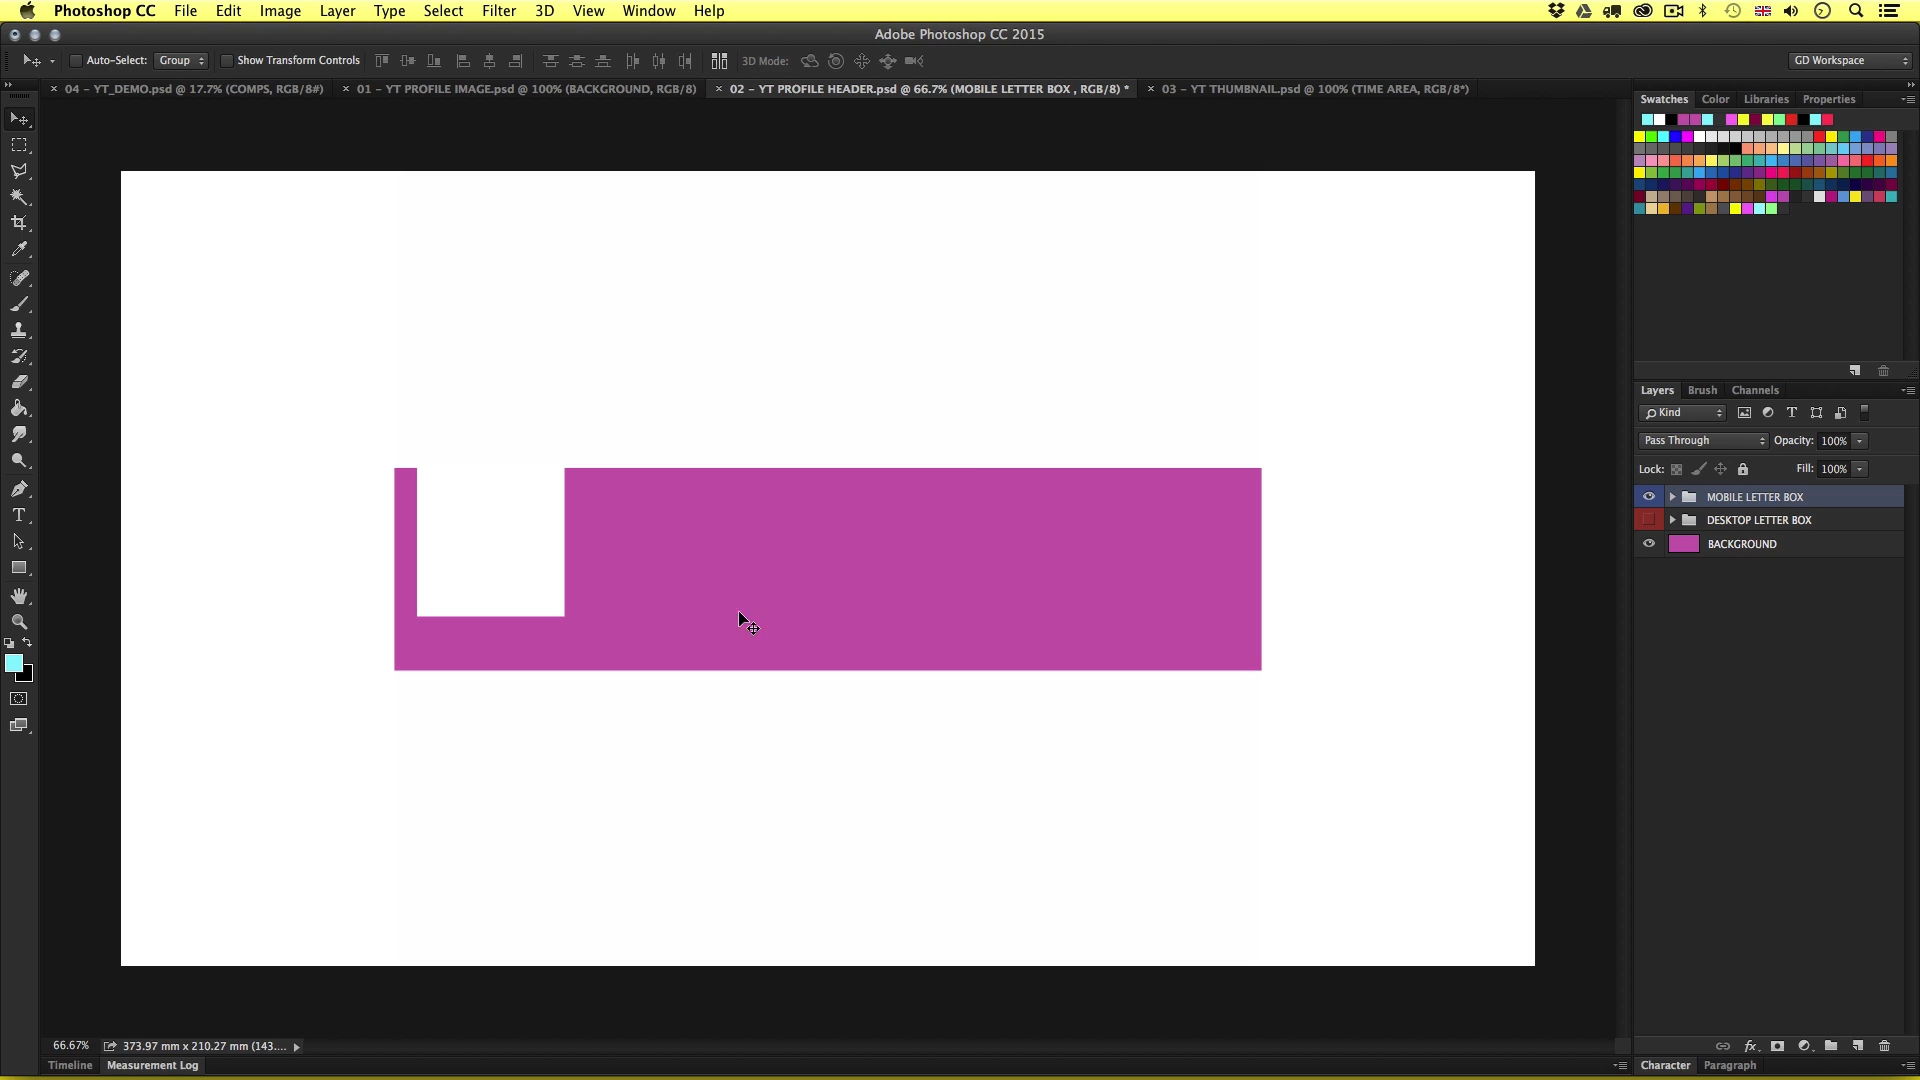 Photoshop CC File Edit Image Layer Type Select Filter 3D View Window Help
Adobe Photoshop CC 2015
Auto-Select: Group Show Transform Controls 3D Mode: GD Workspace
04 - YT_DEMO.psd @ 17.7% (COMPS, RGB/8#) 01 - YT PROFILE IMAGE.psd @ 100% (BACKGROUND, RGB/8) 02 - YT PROFILE HEADER.psd @ 66.7% (MOBILE LETTER BOX , RGB/8) * 03 - YT THUMBNAIL.psd @ 100% (TIME AREA, RGB/8*)
Swatches Color Libraries Properties
Layers Brush Channels
Kind
Pass Through Opacity: 100%
Lock: Fill: 100%
MOBILE LETTER BOX
DESKTOP LETTER BOX
BACKGROUND
66.67% 373.97 mm x 210.27 mm (143....
Timeline Measurement Log Character Paragraph